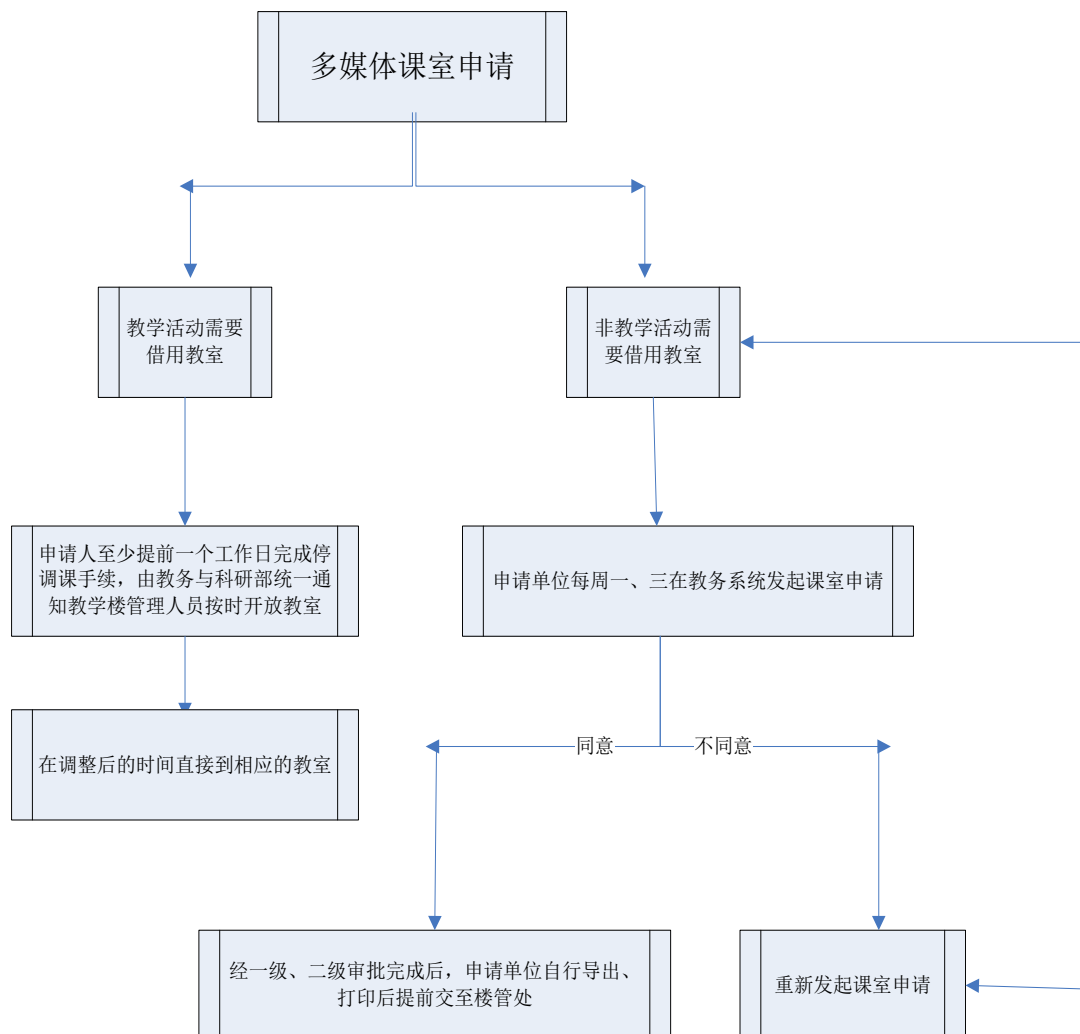 多媒体课室申请
教学活动需要
借用教室
非教学活动需
要借用教室
申请人至少提前一个工作日完成停
调课手续，由教务与科研部统一通
知教学楼管理人员按时开放教室
申请单位每周一、三在教务系统发起课室申请
在调整后的时间直接到相应的教室
同意
不同意
经一级、二级审批完成后，申请单位自行导出、
打印后提前交至楼管处
重新发起课室申请